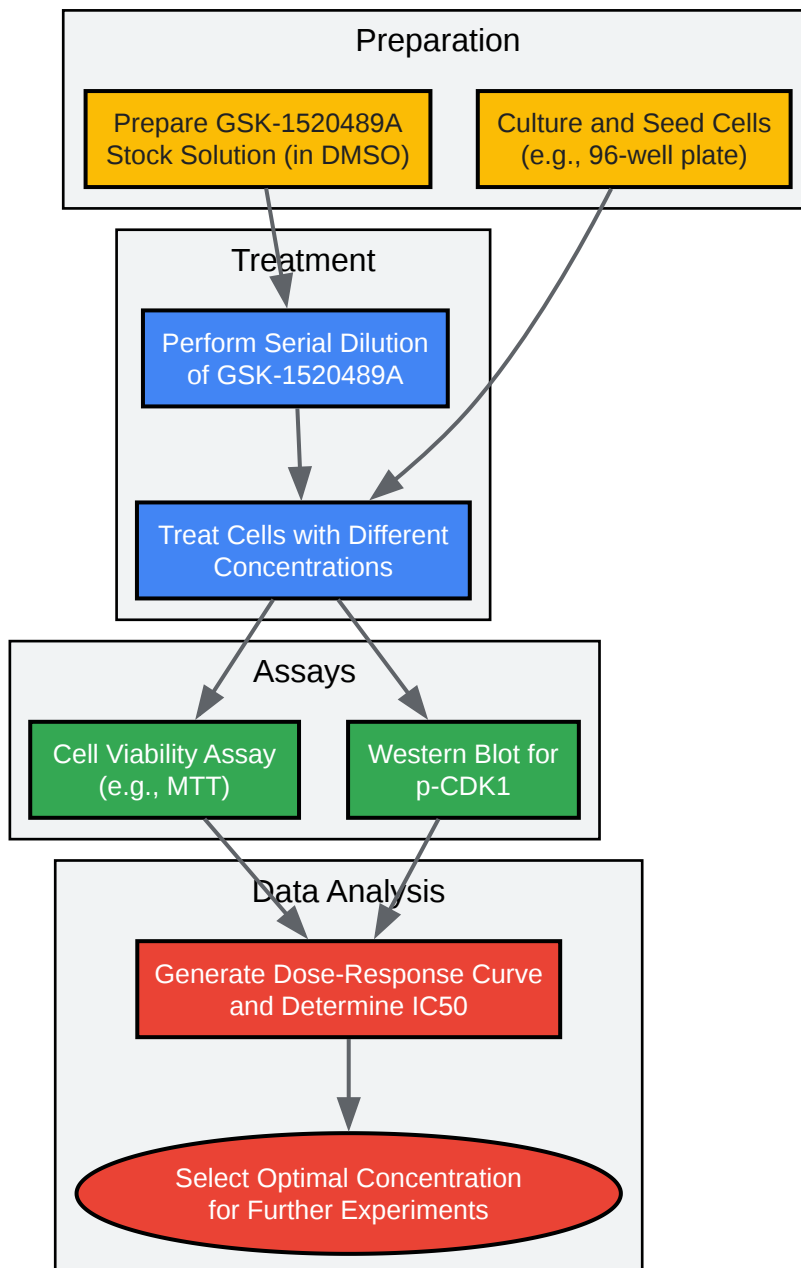 Preparation
Prepare GSK-1520489A
Stock Solution (in DMSO)
Culture and Seed Cells
(e.g., 96-well plate)
Treatment
Perform Serial Dilution
of GSK-1520489A
Treat Cells with Different
Concentrations
Assays
Cell Viability Assay
(e.g., MTT)
Western Blot for
p-CDK1
Data Analysis
Generate Dose-Response Curve
and Determine IC50
Select Optimal Concentration
for Further Experiments